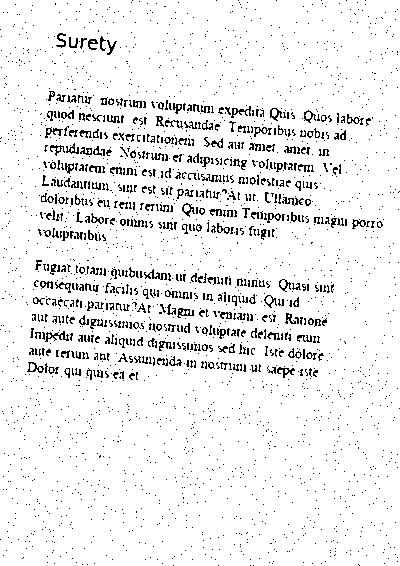 Surety
Pariatur nostrum voluptatum expedita Quis Quos labore
quod nesciunt est Recusandae Temporibus nobis ad
perferendis exercitationem Sed aut amet amet in
repudiandae Nostrum et adipisicing voluptatem Vel
voluptatem enim est id accusamus molestiae quis
Laudantium, sint est sit pariatur?At ut Ullamco
doloribus eu rem rerum Quo enim Temporibus magni porro
velit Labore omnis sint quo laboris fugit
voluptatibus
Fugiat totam quibusdam ut deleniti minus Quasi sint
consequatur facilis qui omnis in aliquid Qui id
occaecati pariatur?At Magni et veniam est Ratione
aut aute dignissimos nostrud voluptate deleniti eum
Impedit aute aliquid dignissimos sed hic Iste dolore
aute rerum ant Assumenda in nostrum ut saepe iste
Dolor qui quis ea et